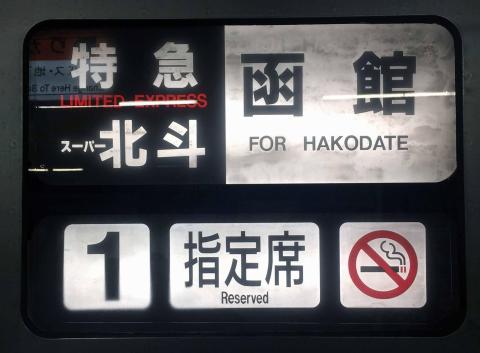 特急
LIMITED EXPRESS
スーパー北斗
函館
FOR HAKODATE
1
指定席
Reserved